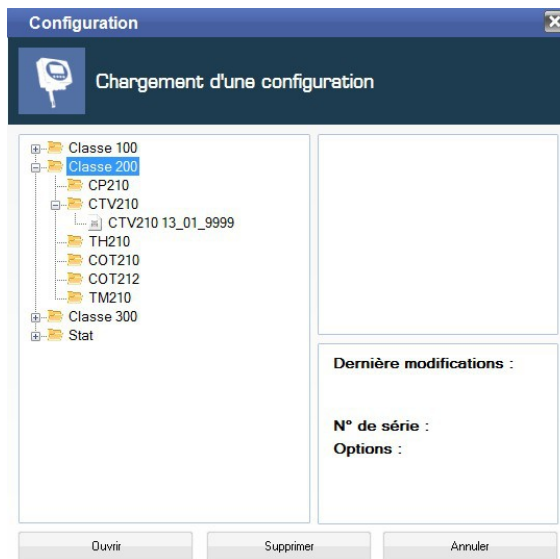 Configuration
Chargement d'une configuration
Classe 100
Classe 200
CP210
CTV210
CTV210 13_01_9999
TH210
COT210
COT212
TM210
Classe 300
Stat
Dernière modifications :
N° de série :
Options :
Ouvrir
Supprimer
Annuler